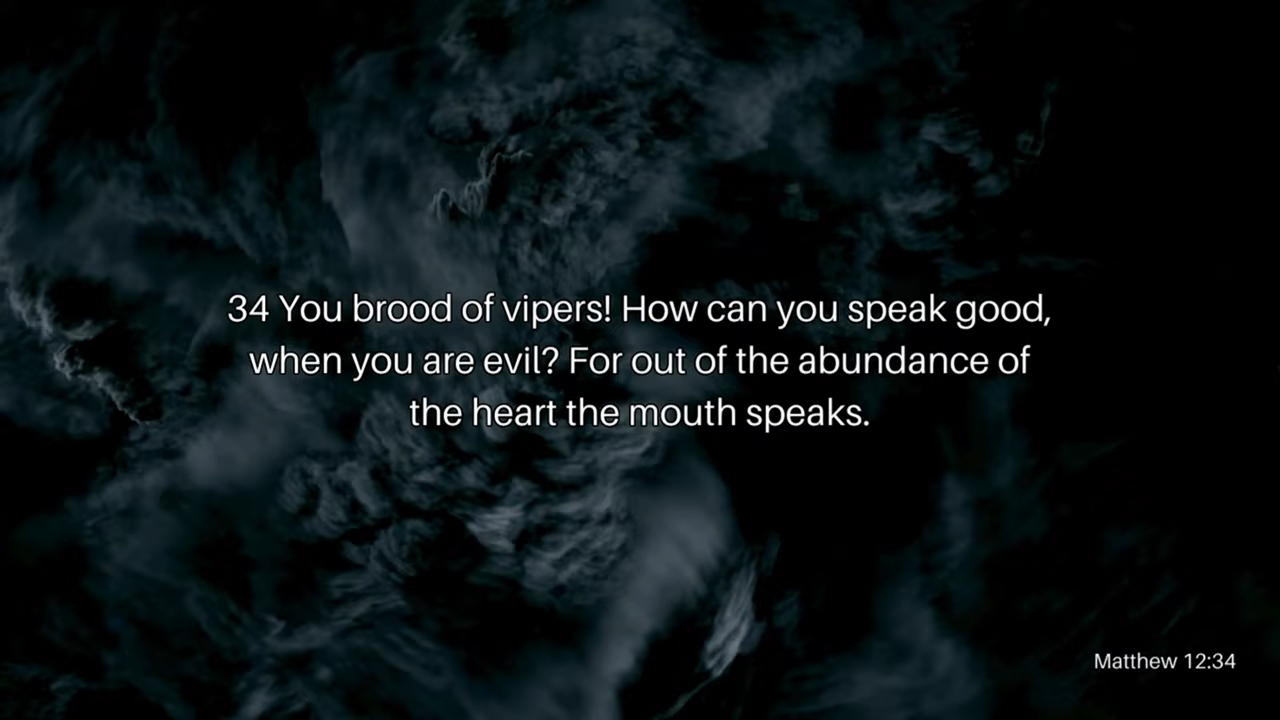 34 You brood of vipers! How can you speak good,
when you are evil? For out of the abundance of
the heart the mouth speaks.
Matthew 12:34